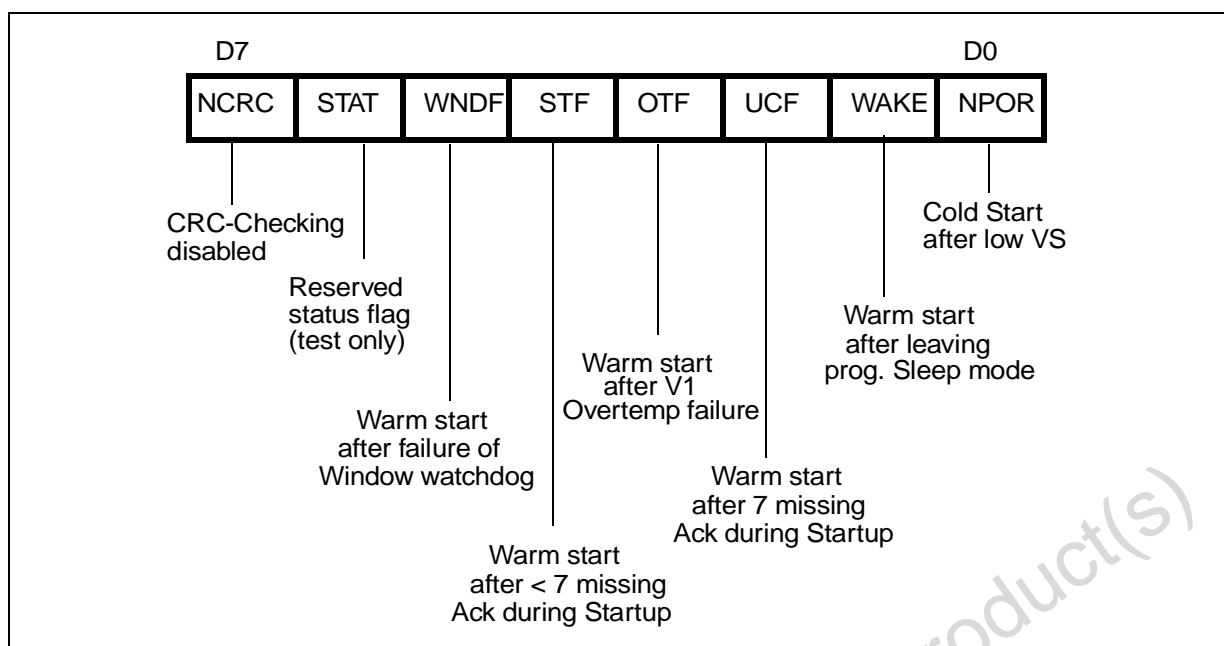 D7 D0
NCRC STAT WNDF STF OTF UCF WAKE NPOR
CRC-Checking
disabled
Reserved
status flag
(test only)
Warm start
after failure of
Window watchdog
Warm start
after < 7 missing
Ack during Startup
Warm start
after V1
Overtemp failure
Warm start
after 7 missing
Ack during Startup
Warm start
after leaving
prog. Sleep mode
Cold Start
after low VS